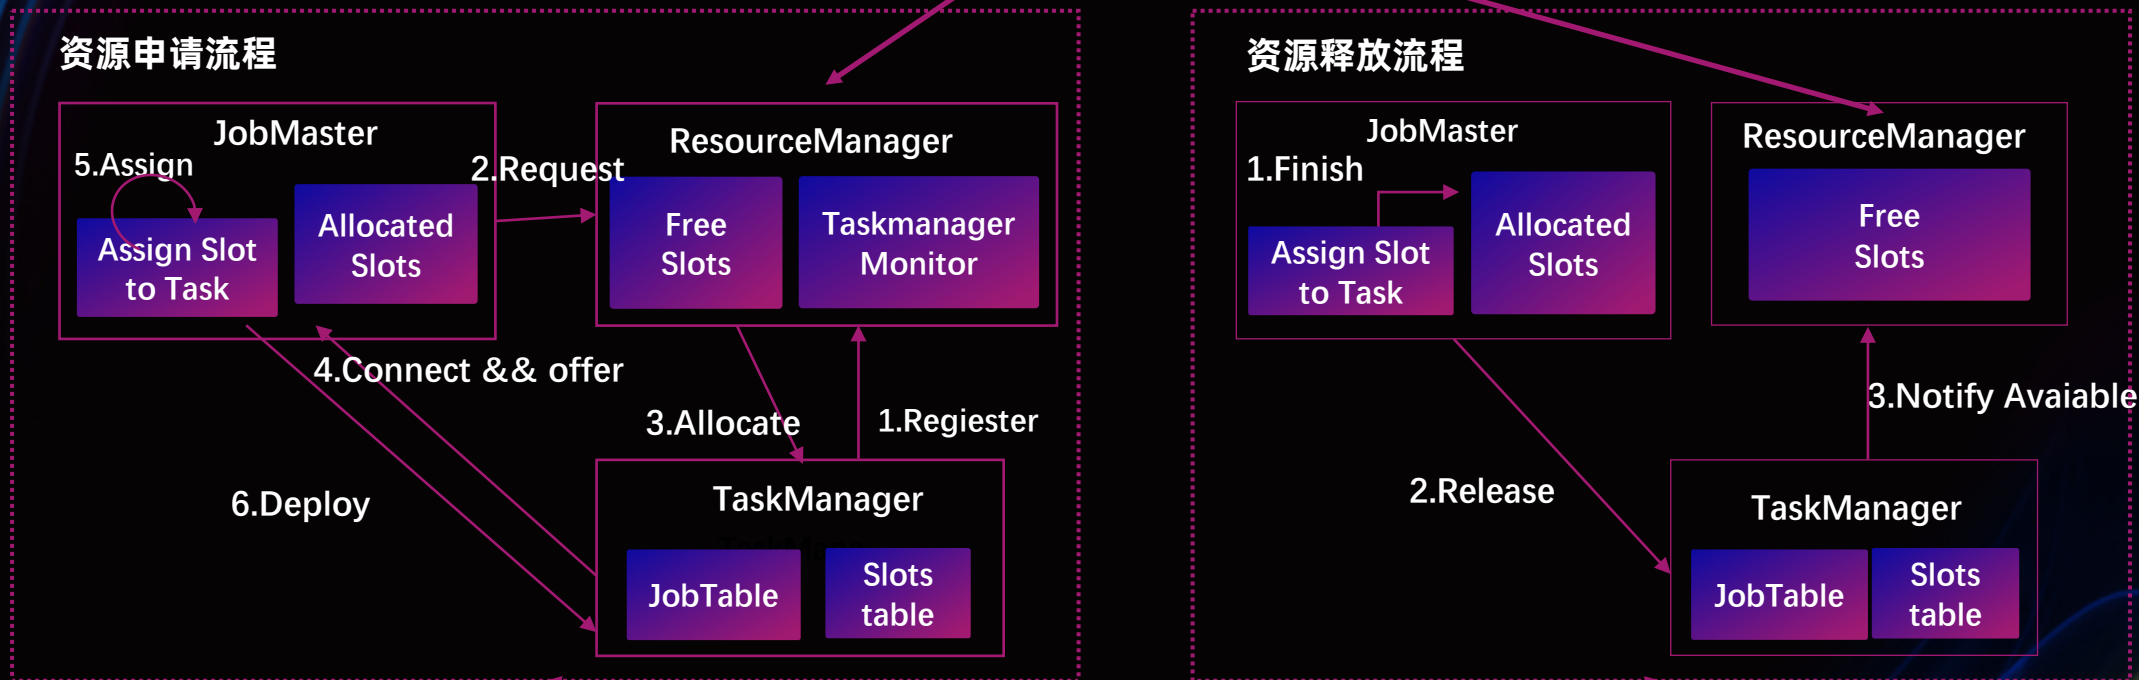 资源申请流程
JobMaster
5.Assign
Assign Slot
to Task
Allocated
Slots
2.Request
ResourceManager
Free
Slots
Taskmanager
Monitor
4.Connect && offer
3.Allocate
1.Regiester
6.Deploy
TaskManager
JobTable
Slots
table
资源释放流程
JobMaster
1.Finish
Assign Slot
to Task
Allocated
Slots
ResourceManager
Free
Slots
3.Notify Avaiable
2.Release
TaskManager
JobTable
Slots
table